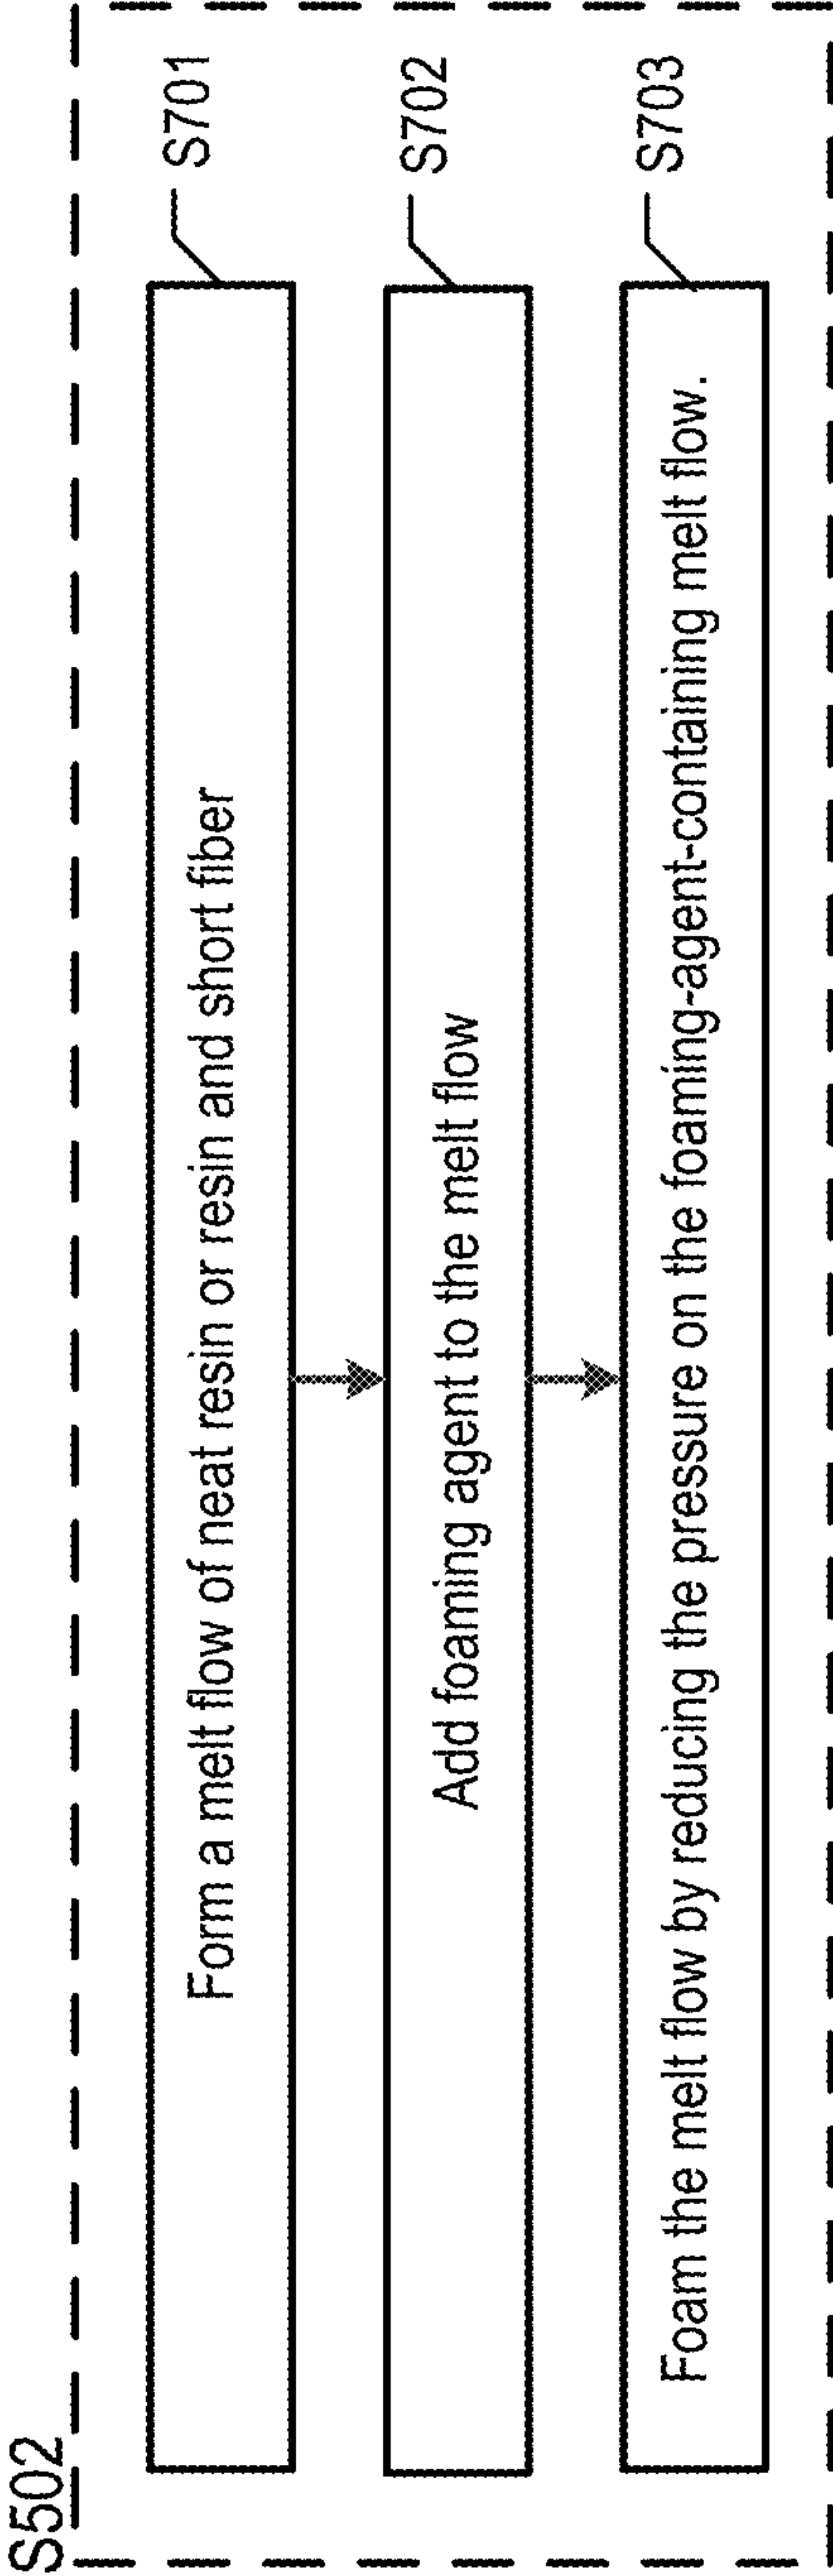 S502
Form a melt flow of neat resin or resin and short fiber
S701
Add foaming agent to the melt flow
S702
Foam the melt flow by reducing the pressure on the foaming-agent-containing melt flow.
S703